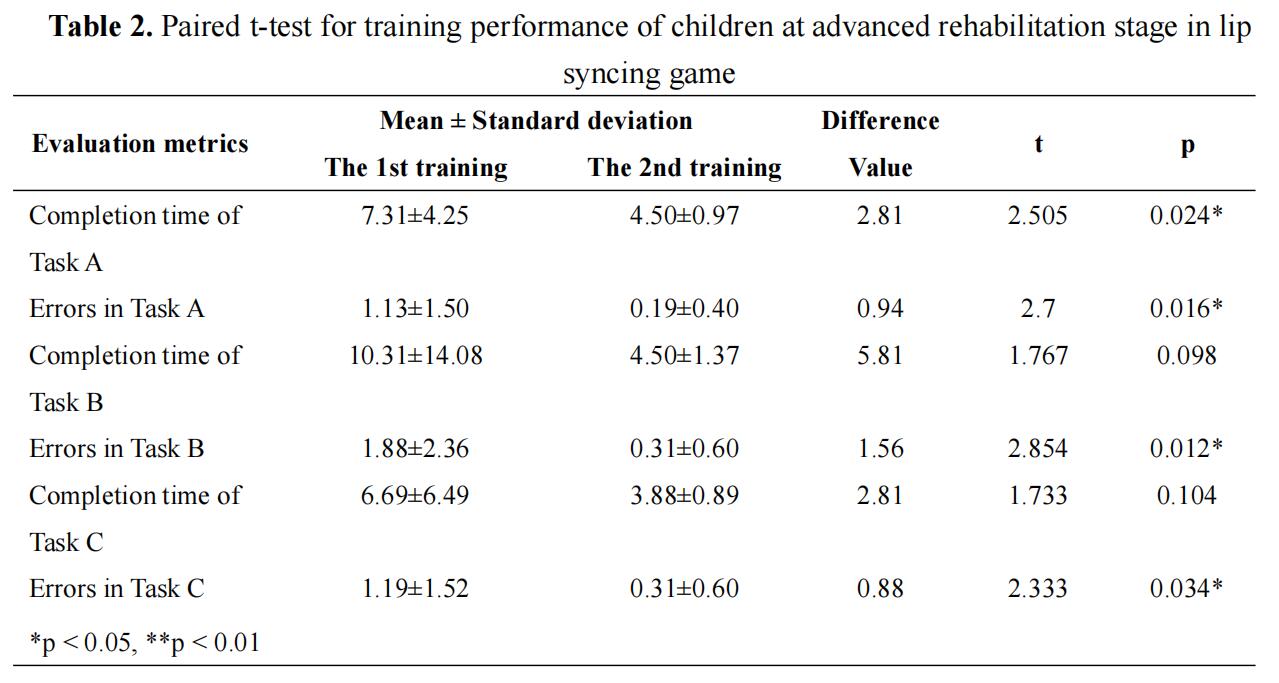 Table 2. Paired t-test for training performance of children at advanced rehabilitation stage in lip
syncing game
Evaluation metrics Mean ± Standard deviation Difference Value t p
The 1st training The 2nd training
Completion time of Task A 7.31±4.25 4.50±0.97 2.81 2.505 0.024*
Errors in Task A 1.13±1.50 0.19±0.40 0.94 2.7 0.016*
Completion time of Task B 10.31±14.08 4.50±1.37 5.81 1.767 0.098
Errors in Task B 1.88±2.36 0.31±0.60 1.56 2.854 0.012*
Completion time of Task C 6.69±6.49 3.88±0.89 2.81 1.733 0.104
Errors in Task C 1.19±1.52 0.31±0.60 0.88 2.333 0.034*
*p < 0.05, **p < 0.01